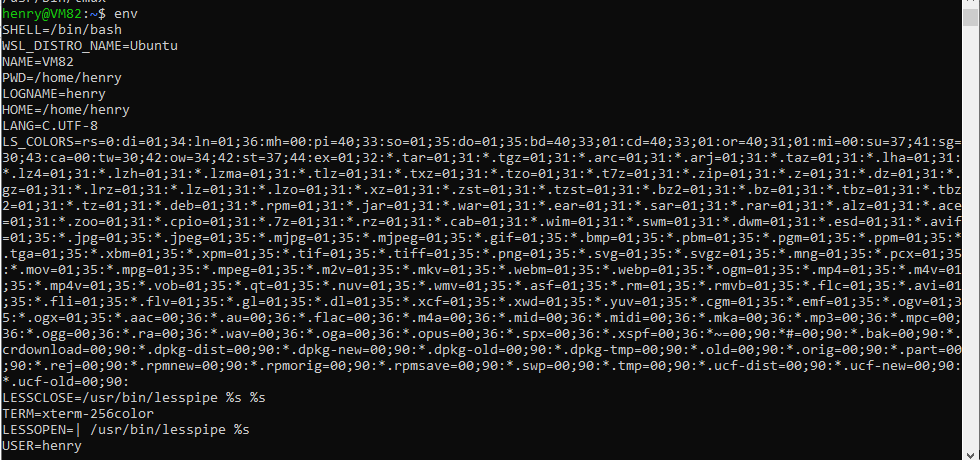 henry@VM82:~$ env
SHELL=/bin/bash
WSL_DISTRO_NAME=Ubuntu
NAME=VM82
PWD=/home/henry
LOGNAME=henry
HOME=/home/henry
LANG=C.UTF-8
LS_COLORS=rs=0:di=01;34:ln=01;36:mh=00:pi=40;33:so=01;35:do=01;35:bd=40;33;01:cd=40;33;01:or=40;31;01:mi=00:su=37;41:sg=
30;43:ca=00:tw=30;42:ow=34;42:st=37;44:ex=01;32:*.tar=01;31:*.tgz=01;31:*.arc=01;31:*.arj=01;31:*.taz=01;31:*.lha=01;31:
*.lz4=01;31:*.lzh=01;31:*.lzma=01;31:*.tlz=01;31:*.txz=01;31:*.tzo=01;31:*.t7z=01;31:*.zip=01;31:*.z=01;31:*.dz=01;31:*.
gz=01;31:*.lrz=01;31:*.lz=01;31:*.lzo=01;31:*.xz=01;31:*.zst=01;31:*.tzst=01;31:*.bz2=01;31:*.bz=01;31:*.tbz=01;31:*.tbz
2=01;31:*.tz=01;31:*.deb=01;31:*.rpm=01;31:*.jar=01;31:*.war=01;31:*.ear=01;31:*.sar=01;31:*.rar=01;31:*.alz=01;31:*.ace
=01;31:*.zoo=01;31:*.cpio=01;31:*.7z=01;31:*.rz=01;31:*.cab=01;31:*.wim=01;31:*.swm=01;31:*.dwm=01;31:*.esd=01;31:*.avif
=01;35:*.jpg=01;35:*.jpeg=01;35:*.mjpg=01;35:*.mjpeg=01;35:*.gif=01;35:*.bmp=01;35:*.pbm=01;35:*.pgm=01;35:*.ppm=01;35:*
.tga=01;35:*.xbm=01;35:*.xpm=01;35:*.tif=01;35:*.tiff=01;35:*.png=01;35:*.svg=01;35:*.svgz=01;35:*.mng=01;35:*.pcx=01;35
:*.mov=01;35:*.mpg=01;35:*.mpeg=01;35:*.m2v=01;35:*.mkv=01;35:*.webm=01;35:*.webp=01;35:*.ogm=01;35:*.mp4=01;35:*.m4v=01
;35:*.mp4v=01;35:*.vob=01;35:*.qt=01;35:*.nuv=01;35:*.wmv=01;35:*.asf=01;35:*.rm=01;35:*.rmvb=01;35:*.flc=01;35:*.avi=01
;35:*.fli=01;35:*.flv=01;35:*.gl=01;35:*.dl=01;35:*.xcf=01;35:*.xwd=01;35:*.yuv=01;35:*.cgm=01;35:*.emf=01;35:*.ogv=01;3
5:*.ogx=01;35:*.aac=00;36:*.au=00;36:*.flac=00;36:*.m4a=00;36:*.mid=00;36:*.midi=00;36:*.mka=00;36:*.mp3=00;36:*.mpc=00;
36:*.ogg=00;36:*.ra=00;36:*.wav=00;36:*.oga=00;36:*.opus=00;36:*.spx=00;36:*.xspf=00;36:*~=00;90:*#=00;90:*.bak=00;90:*.
crdownload=00;90:*.dpkg-dist=00;90:*.dpkg-new=00;90:*.dpkg-old=00;90:*.dpkg-tmp=00;90:*.old=00;90:*.orig=00;90:*.part=00
;90:*.rej=00;90:*.rpmnew=00;90:*.rpmorig=00;90:*.rpmsave=00;90:*.swp=00;90:*.tmp=00;90:*.ucf-dist=00;90:*.ucf-new=00;90:
*.ucf-old=00;90:
LESSCLOSE=/usr/bin/lesspipe %s %s
TERM=xterm-256color
LESSOPEN=| /usr/bin/lesspipe %s
USER=henry